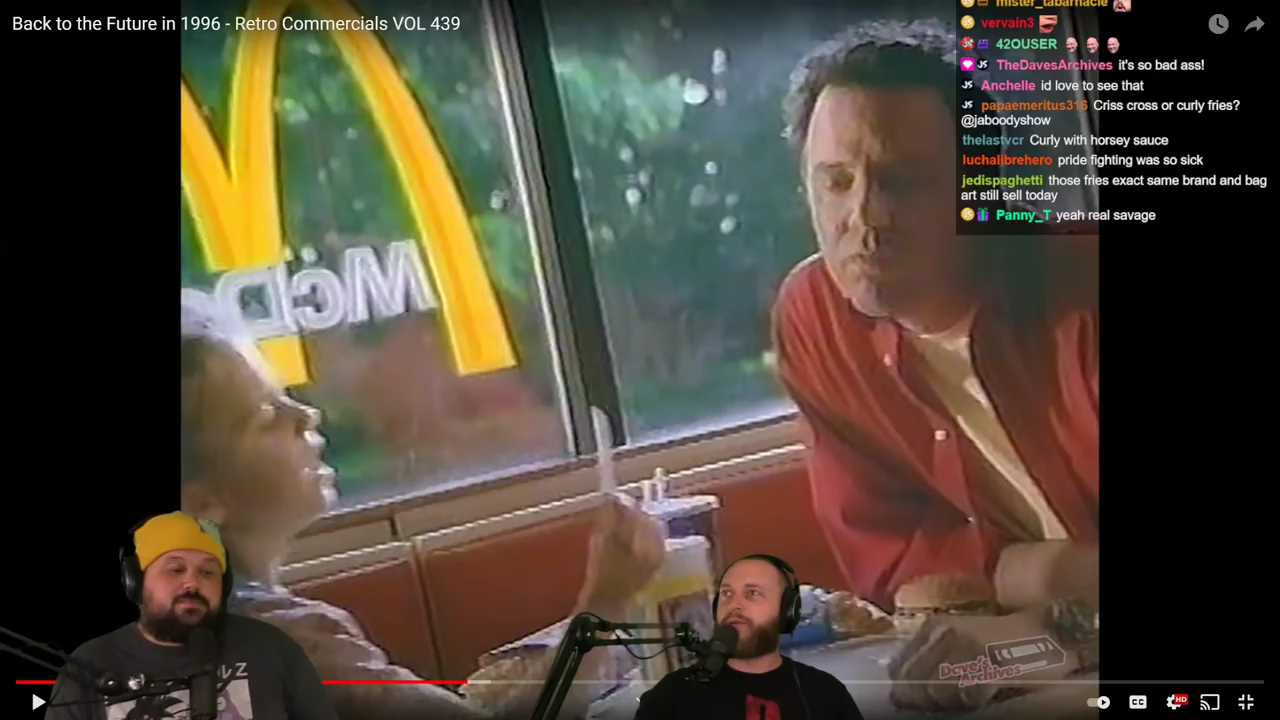 Back to the Future in 1996 - Retro Commercials VOL 439
mister_tabarnacle
vervain3
42OUSER
TheDavesArchives it's so bad ass!
Anchelle id love to see that
papaemeritus316 Criss cross or curly fries?
@jaboodyshow
thelastvcr Curly with horsey sauce
luchalibrehero pride fighting was so sick
jedispaghetti those fries exact same brand and bag
art still sell today
Panny_T yeah real savage
McD
Dave's
Archives
Z
CC
HD